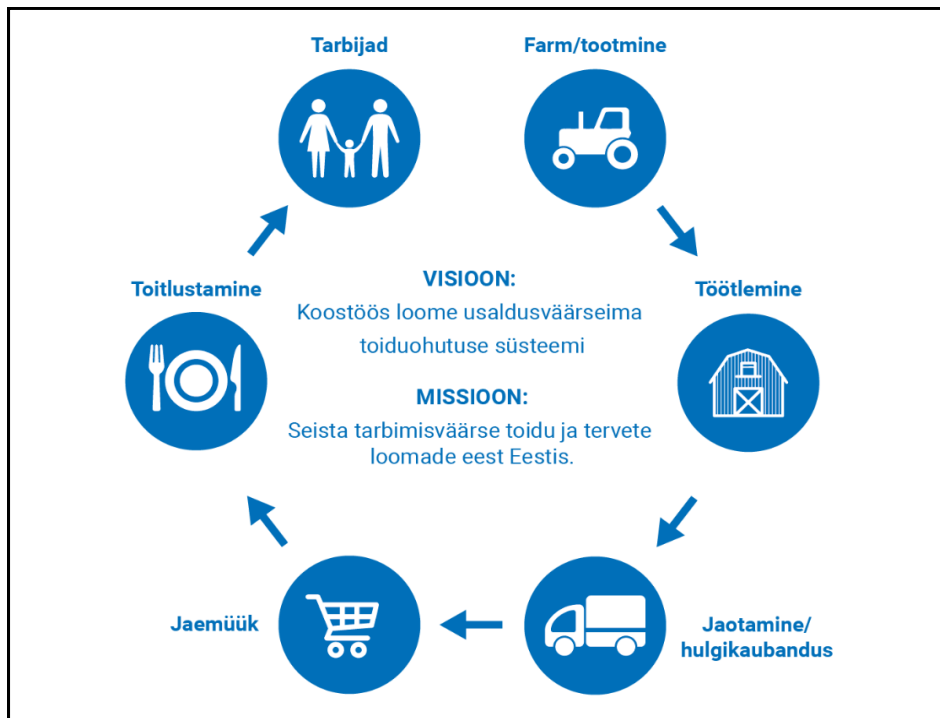 Tarbijad
Farm/tootmine
Toitlustamine
VISIOON:
Koostöös loome usaldusväärseima
toiduohutuse süsteemi
MISSIOON:
Seista tarbimisväärse toidu ja tervete
loomade eest Eestis.
Töötlemine
Jaemüük
Jaotamine/
hulgikaubandus